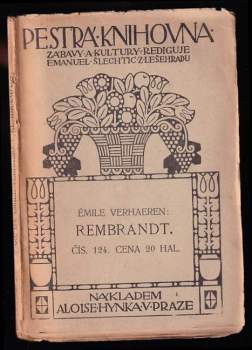 PESTRÁ·KNIHOVNA
ZÁBAVY·A·KULTURY·REDIGUJE
EMANUEL·ŠLECHTIC·Z·LEŠEHRADU
ÉMILE VERHAEREN:
REMBRANDT.
ČÍS. 124. CENA 20 HAL.
NÁKLADEM
ALOISE·HYNKA·V·PRAZE